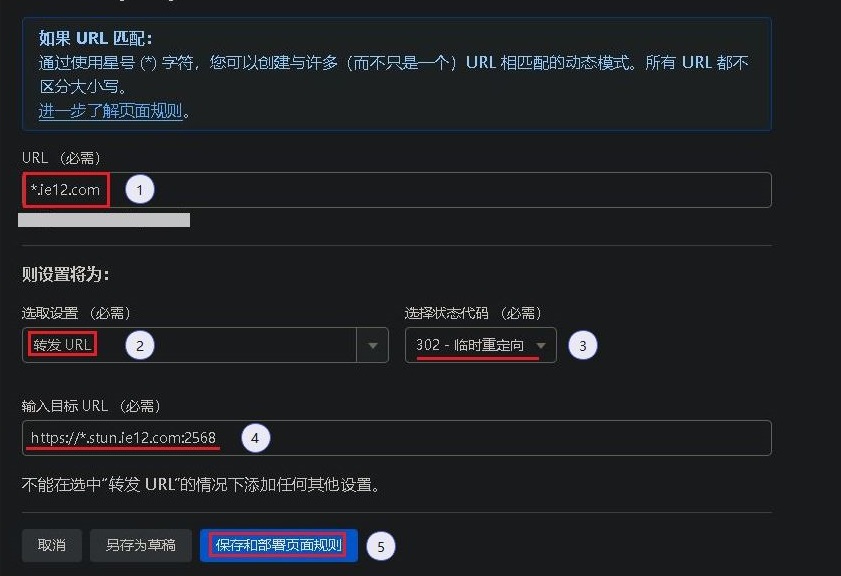 如果 URL 匹配：
通过使用星号 (*) 字符，您可以创建与许多（而不只是一个）URL 相匹配的动态模式。所有 URL 都不
区分大小写。
进一步了解页面规则。
URL （必需）
*.ie12.com 1
则设置将为：
选取设置 （必需） 选择状态代码 （必需）
转发 URL 2 302 - 临时重定向 3
输入目标 URL （必需）
https://*.stun.ie12.com:2568 4
不能在选中“转发 URL”的情况下添加任何其他设置。
取消 另存为草稿 保存和部署页面规则 5